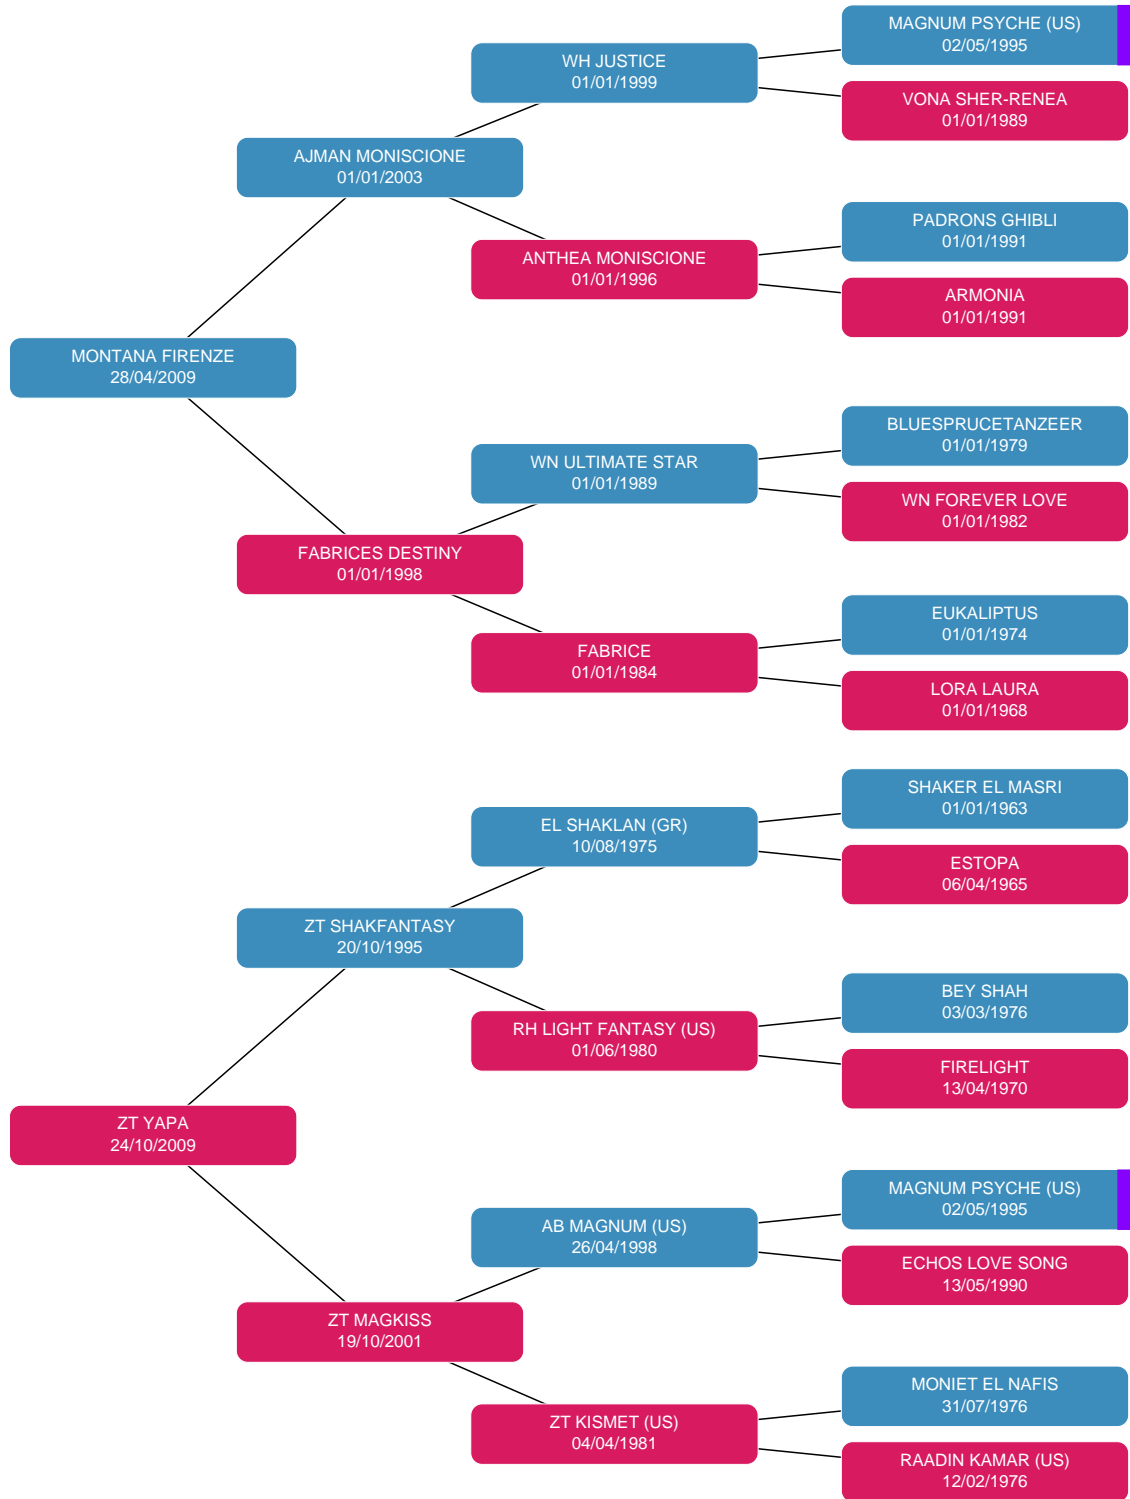 MAGNUM PSYCHE (US)
02/05/1995
WH JUSTICE
01/01/1999
VONA SHER-RENEA
01/01/1989
AJMAN MONISCIONE
01/01/2003
PADRONS GHIBLI
01/01/1991
ANTHEA MONISCIONE
01/01/1996
ARMONIA
01/01/1991
MONTANA FIRENZE
28/04/2009
BLUESPRUCETANZEER
01/01/1979
WN ULTIMATE STAR
01/01/1989
WN FOREVER LOVE
01/01/1982
FABRICES DESTINY
01/01/1998
EUKALIPTUS
01/01/1974
FABRICE
01/01/1984
LORA LAURA
01/01/1968
SHAKER EL MASRI
01/01/1963
EL SHAKLAN (GR)
10/08/1975
ESTOPA
06/04/1965
ZT SHAKFANTASY
20/10/1995
BEY SHAH
03/03/1976
RH LIGHT FANTASY (US)
01/06/1980
FIRELIGHT
13/04/1970
ZT YAPA
24/10/2009
MAGNUM PSYCHE (US)
02/05/1995
AB MAGNUM (US)
26/04/1998
ECHOS LOVE SONG
13/05/1990
ZT MAGKISS
19/10/2001
MONIET EL NAFIS
31/07/1976
ZT KISMET (US)
04/04/1981
RAADIN KAMAR (US)
12/02/1976